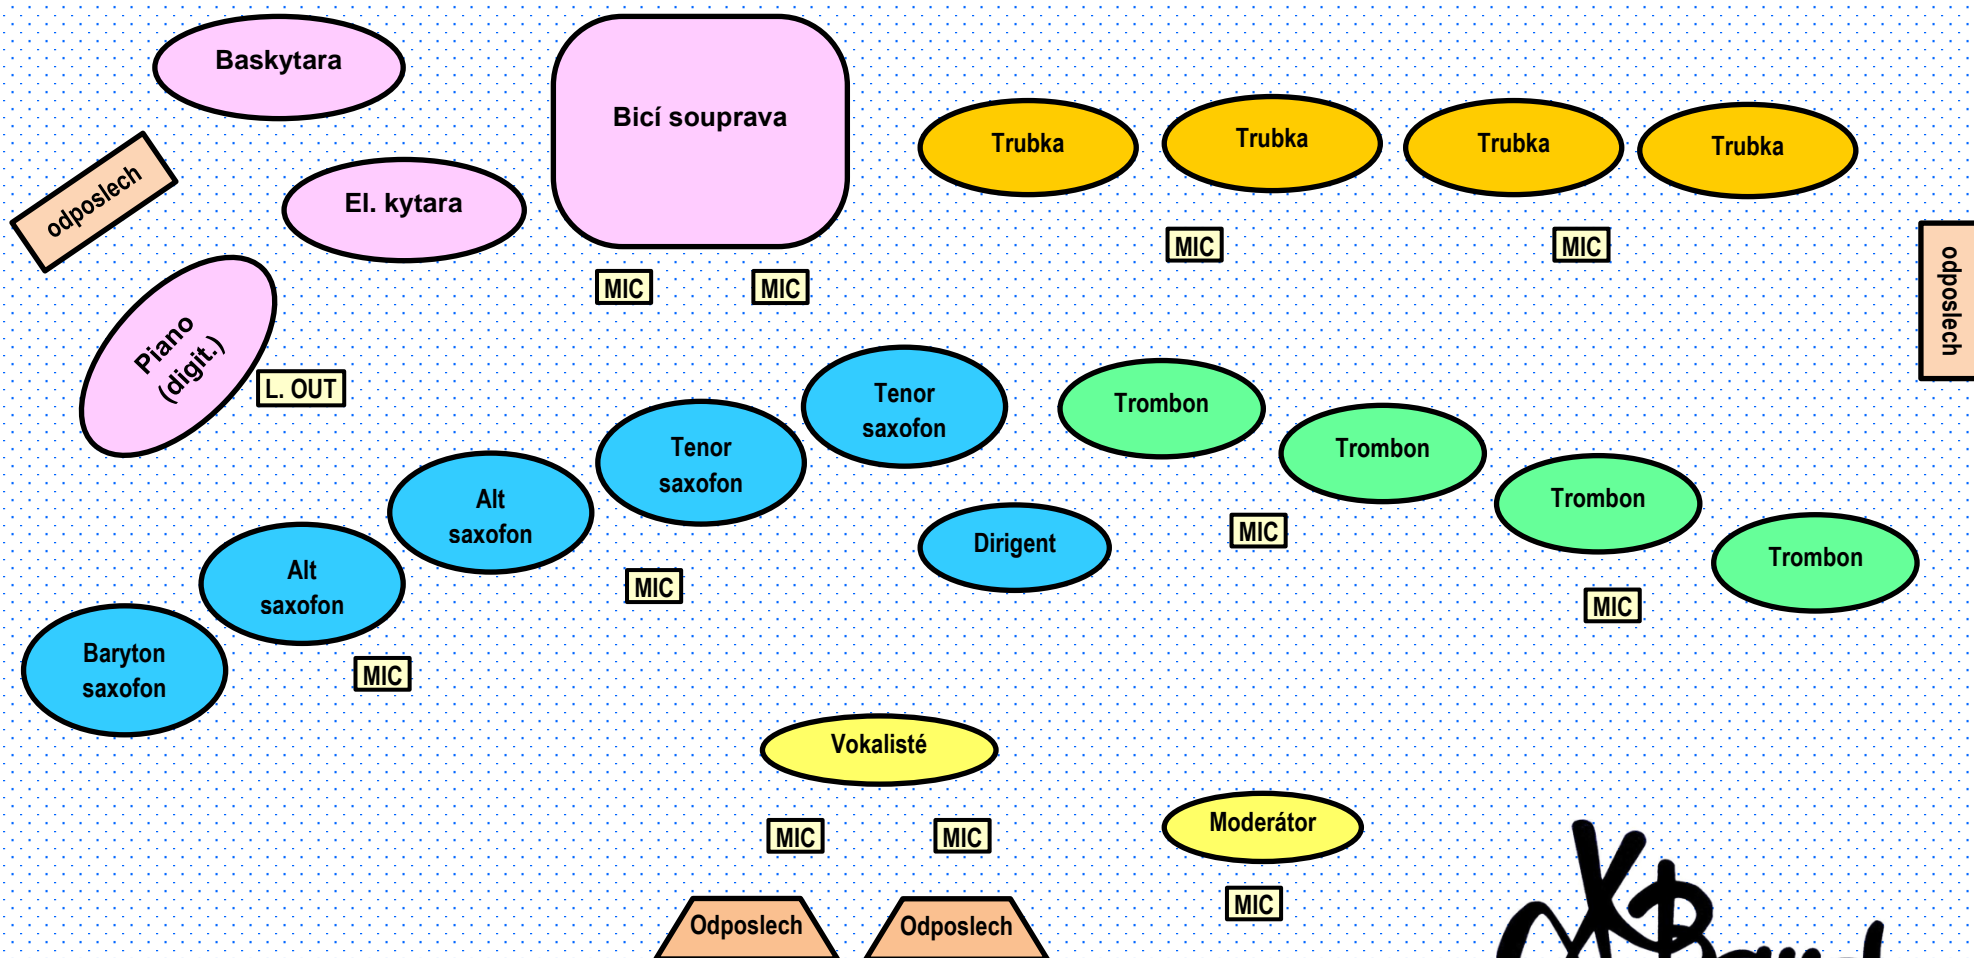 Baskytara
Bicí souprava
Trubka
Trubka
Trubka
Trubka
odposlech
El. kytara
MIC
MIC
odposlech
MIC
MIC
Piano
(digit.)
L. OUT
Tenor
saxofon
Trombon
Tenor
saxofon
Trombon
Alt
saxofon
Trombon
Dirigent
MIC
Trombon
Alt
saxofon
MIC
MIC
Baryton
saxofon
MIC
Vokalisté
MIC
MIC
Moderátor
MIC
Odposlech
Odposlech
KB
Band